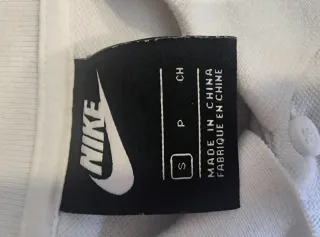 NIKE
S P CH
MADE IN CHINA
FABRIQUÉ EN CHINE